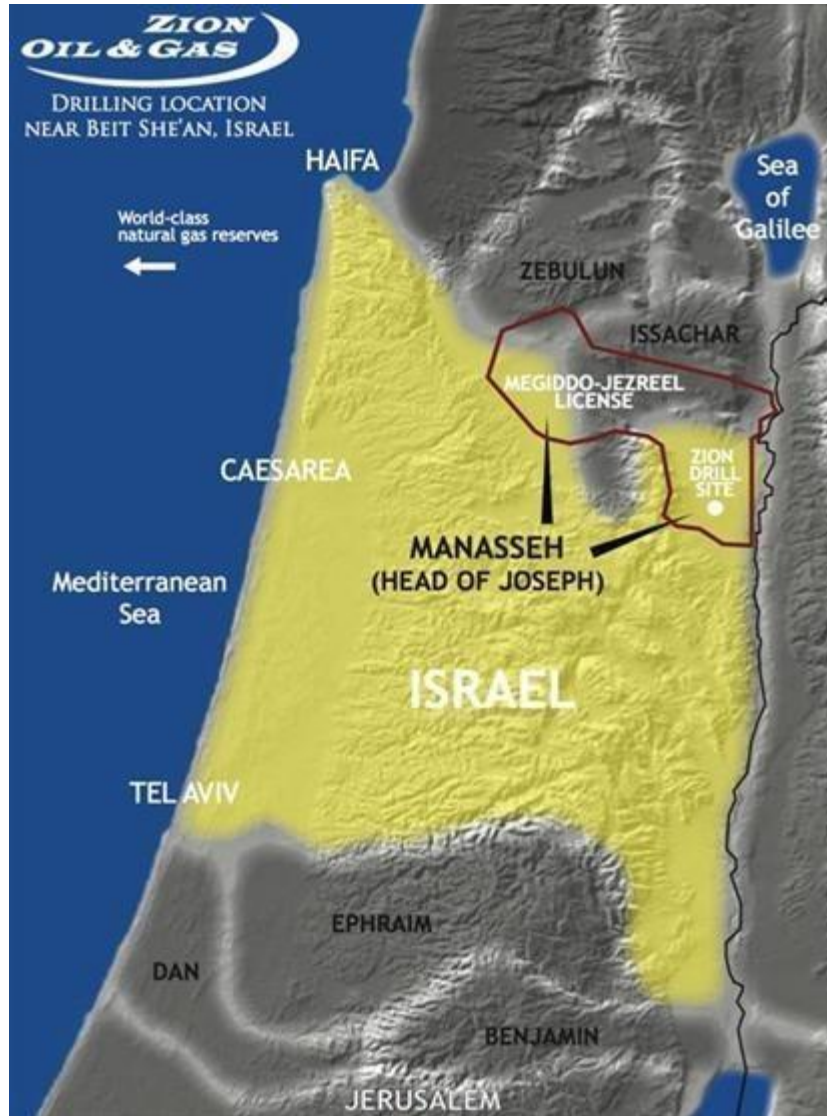 ZION
OIL & GAS
DRILLING LOCATION
NEAR BEIT SHE'AN, ISRAEL
HAIFA
Sea
of
Galilee
World-class
natural gas reserves
ZEBULUN
ISSACHAR
MEGIDDO-JEZREEL
LICENSE
CAESAREA
ZION
DRILL
SITE
MANASSEH
(HEAD OF JOSEPH)
Mediterranean
Sea
ISRAEL
TEL AVIV
EPHRAIM
DAN
BENJAMIN
JERUSALEM